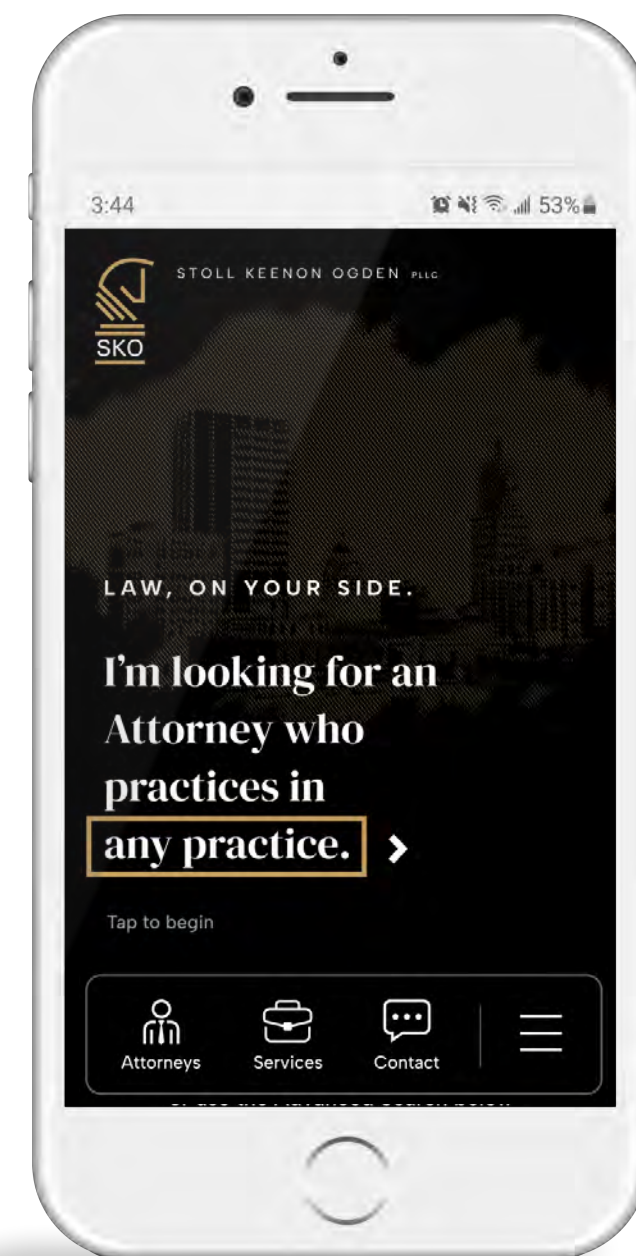 3:44
53%
STOLL KEENON OGDEN PLLC
SKO
LAW, ON YOUR SIDE.
I'm looking for an
Attorney who
practices in
any practice.
Tap to begin
Attorneys
Services
Contact